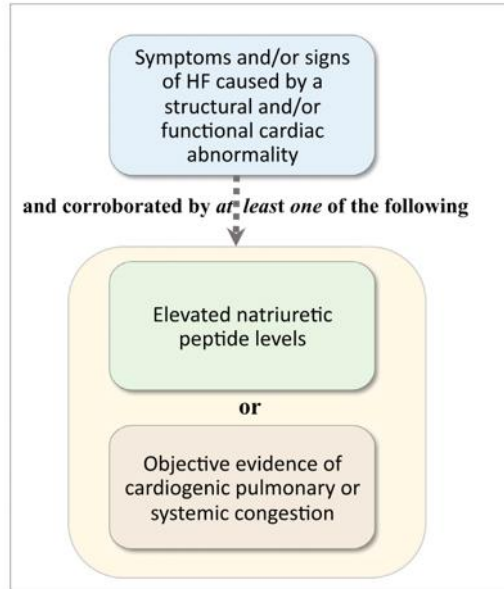 Symptoms and/or signs
of HF caused by a
structural and/or
functional cardiac
abnormality
and corroborated by at least one of the following
Elevated natriuretic
peptide levels
or
Objective evidence of
cardiogenic pulmonary or
systemic congestion